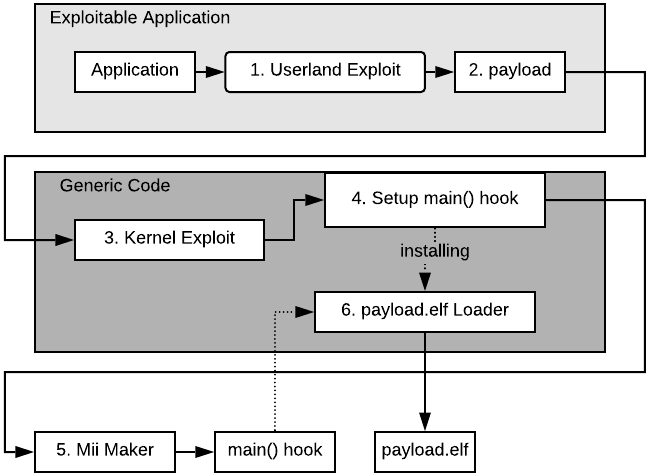 Exploitable Application
Application
1. Userland Exploit
2. payload
Generic Code
3. Kernel Exploit
4. Setup main() hook
installing
6. payload.elf Loader
5. Mii Maker
main() hook
payload.elf